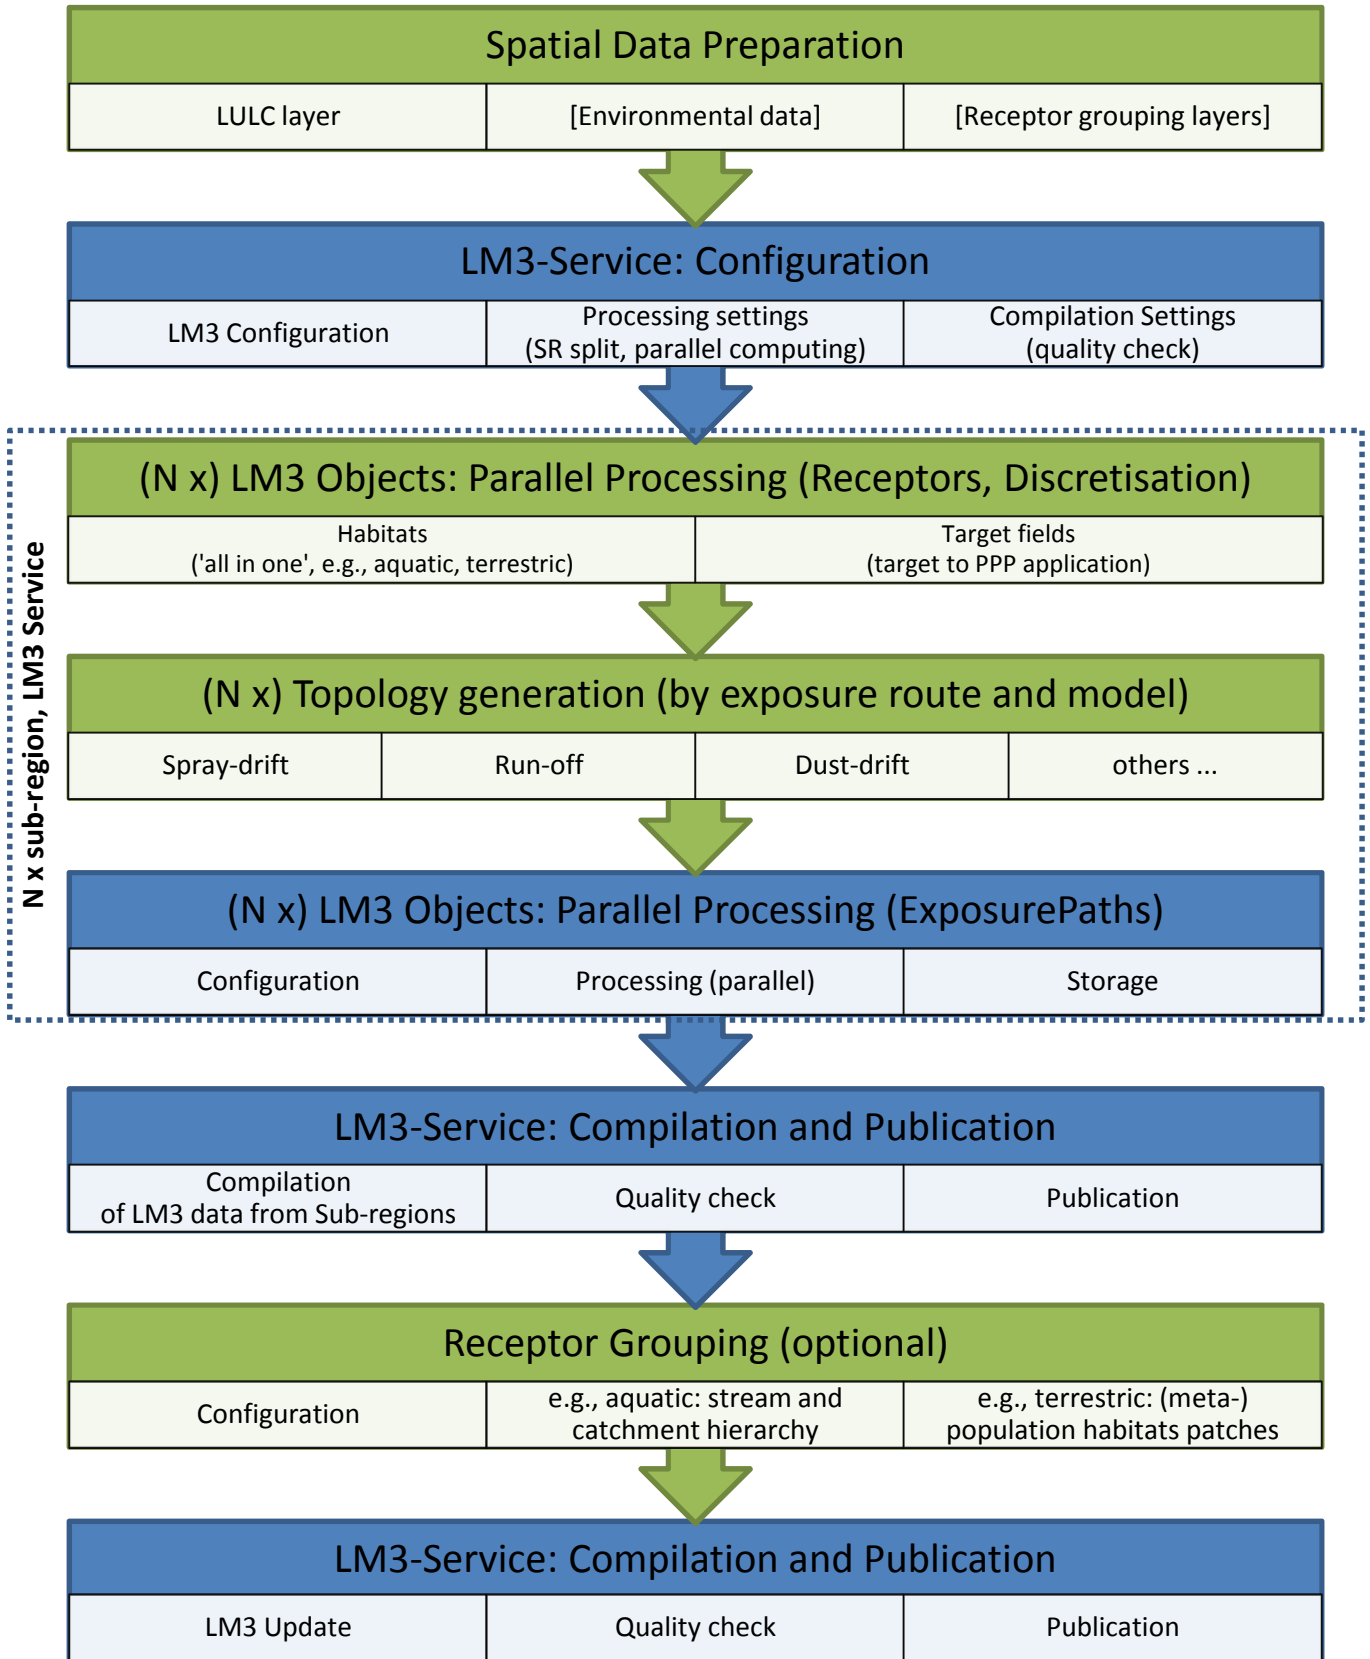 Spatial Data Preparation
LULC layer
[Environmental data]
[Receptor grouping layers]
LM3-Service: Configuration
LM3 Configuration
Processing settings
(SR split, parallel computing)
Compilation Settings
(quality check)
N x sub-region, LM3 Service
(N x) LM3 Objects: Parallel Processing (Receptors, Discretisation)
Habitats
('all in one', e.g., aquatic, terrestric)
Target fields
(target to PPP application)
(N x) Topology generation (by exposure route and model)
Spray-drift
Run-off
Dust-drift
others ...
(N x) LM3 Objects: Parallel Processing (ExposurePaths)
Configuration
Processing (parallel)
Storage
LM3-Service: Compilation and Publication
Compilation
of LM3 data from Sub-regions
Quality check
Publication
Receptor Grouping (optional)
Configuration
e.g., aquatic: stream and
catchment hierarchy
e.g., terrestric: (meta-)
population habitats patches
LM3-Service: Compilation and Publication
LM3 Update
Quality check
Publication